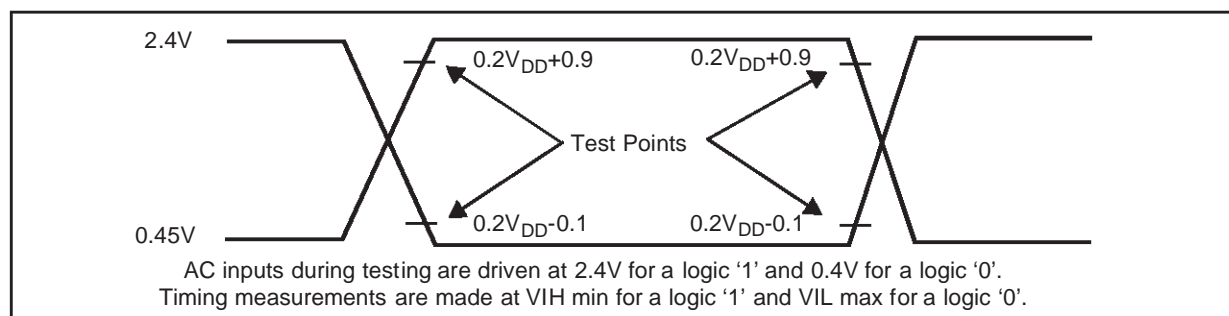 2.4V
0.2VDD+0.9 0.2VDD+0.9
Test Points
0.2VDD-0.1 0.2VDD-0.1
0.45V
AC inputs during testing are driven at 2.4V for a logic ‘1’ and 0.4V for a logic ‘0’.
Timing measurements are made at VIH min for a logic ‘1’ and VIL max for a logic ‘0’.